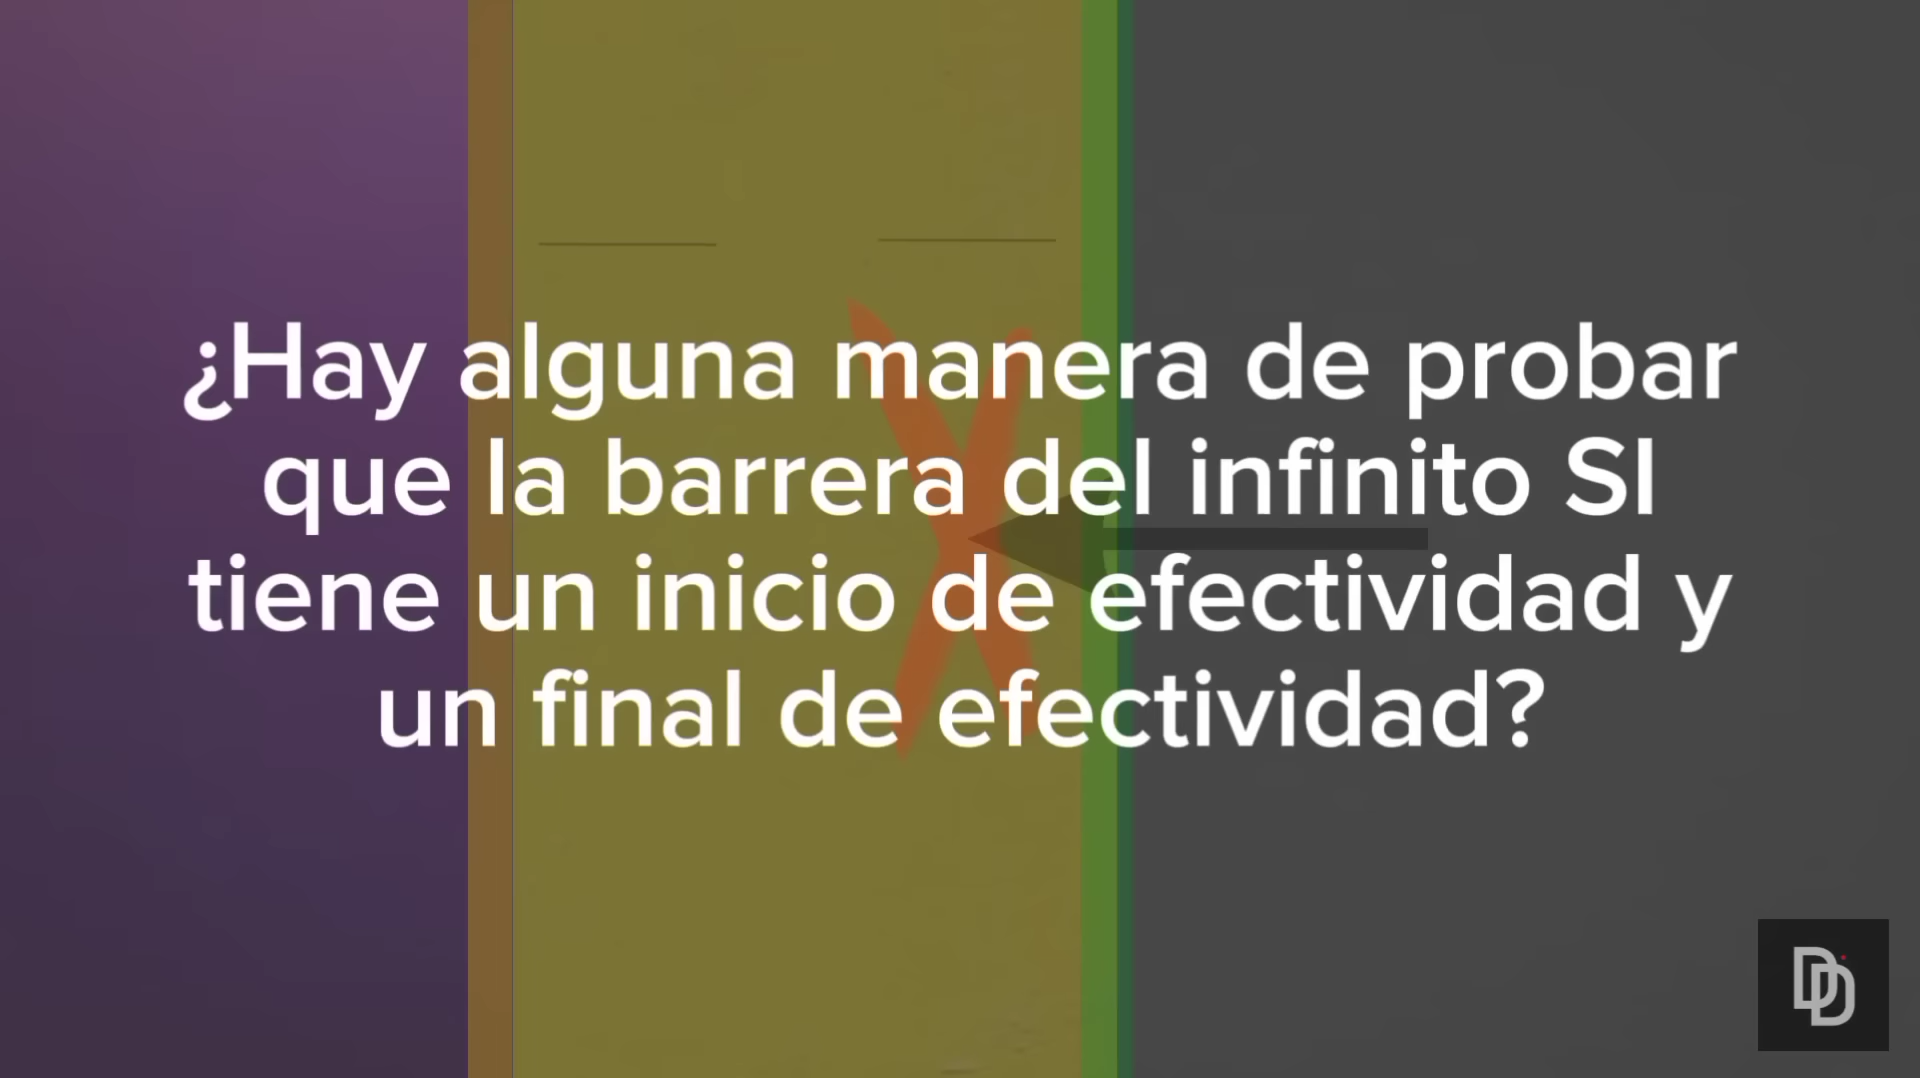 ¿Hay alguna manera de probar
que la barrera del infinito SI
tiene un inicio de efectividad y
un final de efectividad?
DD